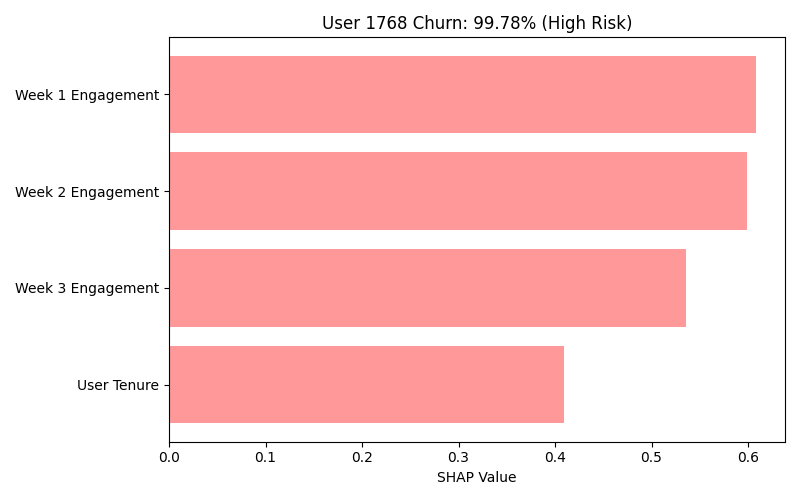 User 1768 Churn: 99.78% (High Risk)
Week 1 Engagement
Week 2 Engagement
Week 3 Engagement
User Tenure
0.0 0.1 0.2 0.3 0.4 0.5 0.6
SHAP Value